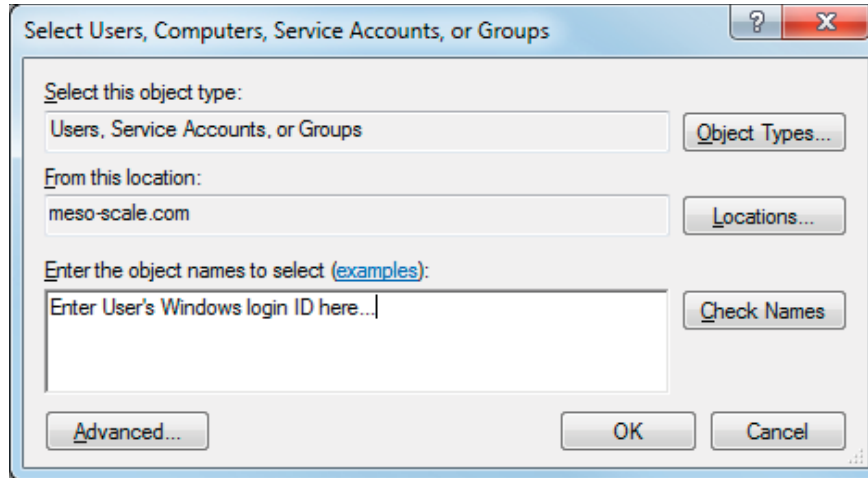 Select Users, Computers, Service Accounts, or Groups
Select this object type:
Users, Service Accounts, or Groups
Object Types...
From this location:
meso-scale.com
Locations...
Enter the object names to select (examples):
Enter User's Windows login ID here...
Check Names
Advanced...
OK
Cancel